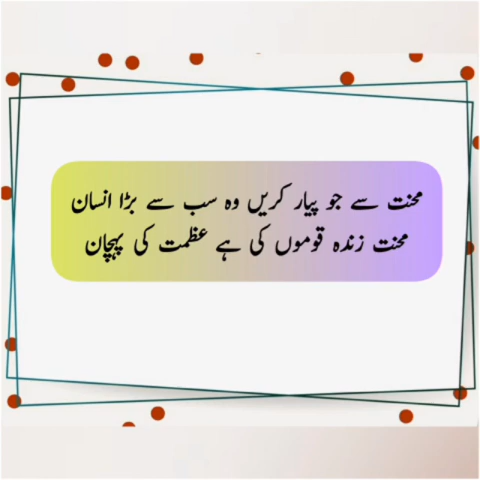 محنت سے جو پیار کریں وہ سب سے بڑا انسان
محنت زندہ قوموں کی ہے عظمت کی پہچان